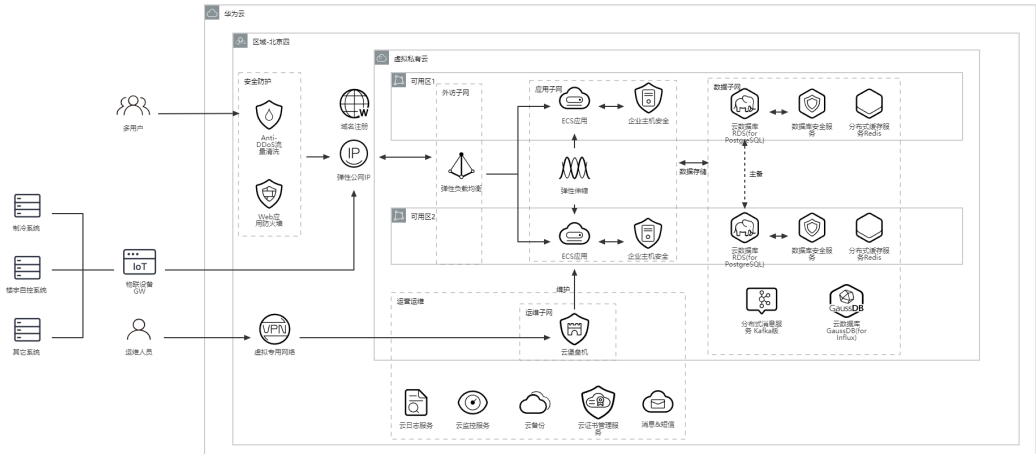 华为云
区域-北京四
虚拟私有云
安全防护
可用区1
外访子网
应用子网
数据子网
多用户
Anti-
DDoS流
量清洗
域名注册
W
ECS应用
企业主机安全
云数据库
RDS(for
PostgreSQL)
数据库安全服
务
分布式缓存服
务Redis
IP
弹性公网IP
弹性负载均衡
弹性伸缩
数据存储
主备
Web应
用防火墙
可用区2
制冷系统
ECS应用
企业主机安全
云数据库
RDS(for
PostgreSQL)
数据库安全服
务
分布式缓存服
务Redis
IoT
物联设备
GW
楼宇自控系统
维护
运营运维
运维子网
分布式消息服
务 Kafka版
GaussDB
云数据库
GaussDB(for
Influx)
其它系统
运维人员
VPN
虚拟专用网络
云堡垒机
云日志服务
云监控服务
云备份
云证书管理服
务
消息&短信